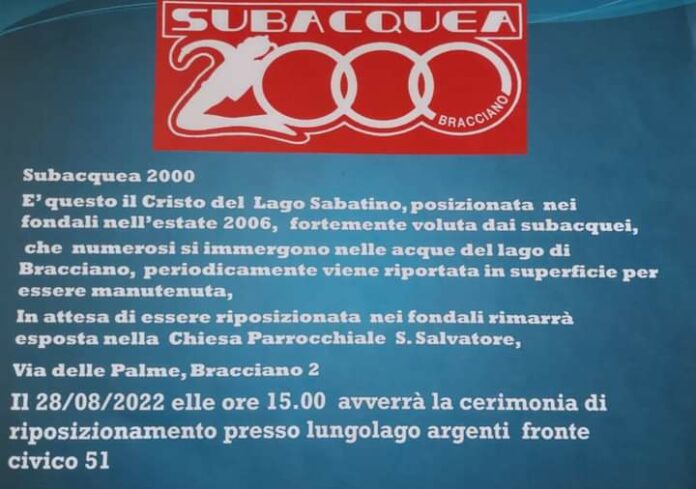 SUBACQUEA
2000
BRACCIANO
Subacquea 2000
E' questo il Cristo del Lago Sabatino, posizionata nei
fondali nell'estate 2006, fortemente voluta dai subacquei,
che numerosi si immergono nelle acque del lago di
Bracciano, periodicamente viene riportata in superficie per
essere manutenuta,
In attesa di essere riposizionata nei fondali rimarrà
esposta nella Chiesa Parrocchiale S. Salvatore,
Via delle Palme, Bracciano 2
Il 28/08/2022 elle ore 15.00 avverrà la cerimonia di
riposizionamento presso lungolago argenti fronte
civico 51